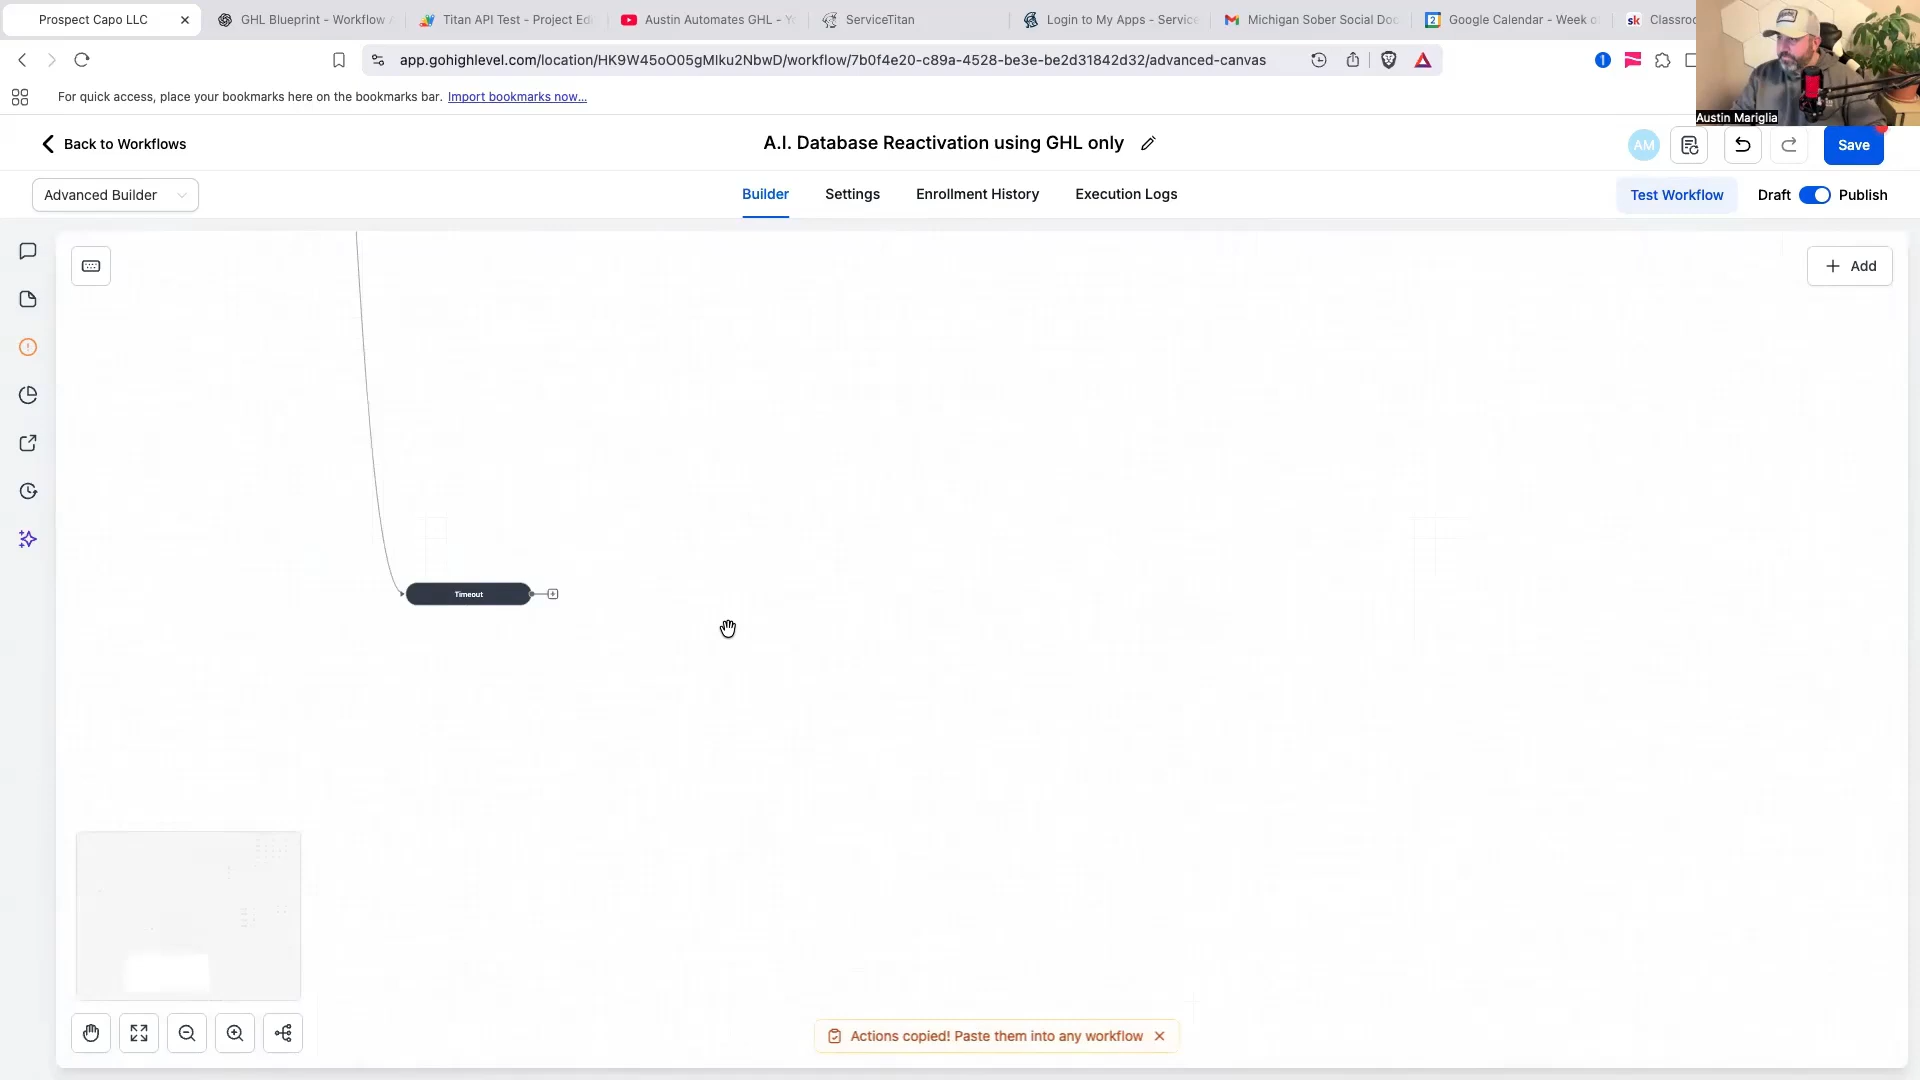 Prospect Capo LLC
GHL Blueprint - Workflow
Titan API Test - Project Edi
Austin Automates GHL - Y
ServiceTitan
Login to My Apps - Service
Michigan Sober Social Doc
Google Calendar - Week o
sk Classroo
app.gohighlevel.com/location/HK9W45oO05gMIku2NbwD/workflow/7b0f4e20-c89a-4528-be3e-be2d31842d32/advanced-canvas
For quick access, place your bookmarks here on the bookmarks bar. Import bookmarks now...
Austin Mariglia
Back to Workflows
A.I. Database Reactivation using GHL only
AM
Save
Advanced Builder
Builder
Settings
Enrollment History
Execution Logs
Test Workflow
Draft
Publish
Add
Timeout
Actions copied! Paste them into any workflow